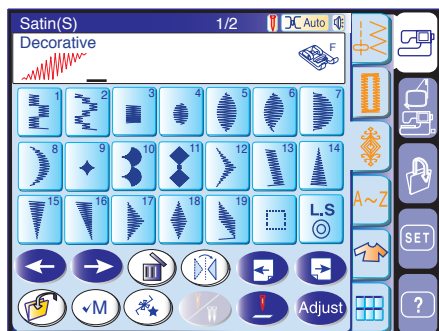 Satin(S) 1/2 Auto
Decorative F
1 2 3 4 5 6 7
8 9 10 11 12 13 14
15 16 17 18 19 L.S
A~Z
SET
M W Adjust ?